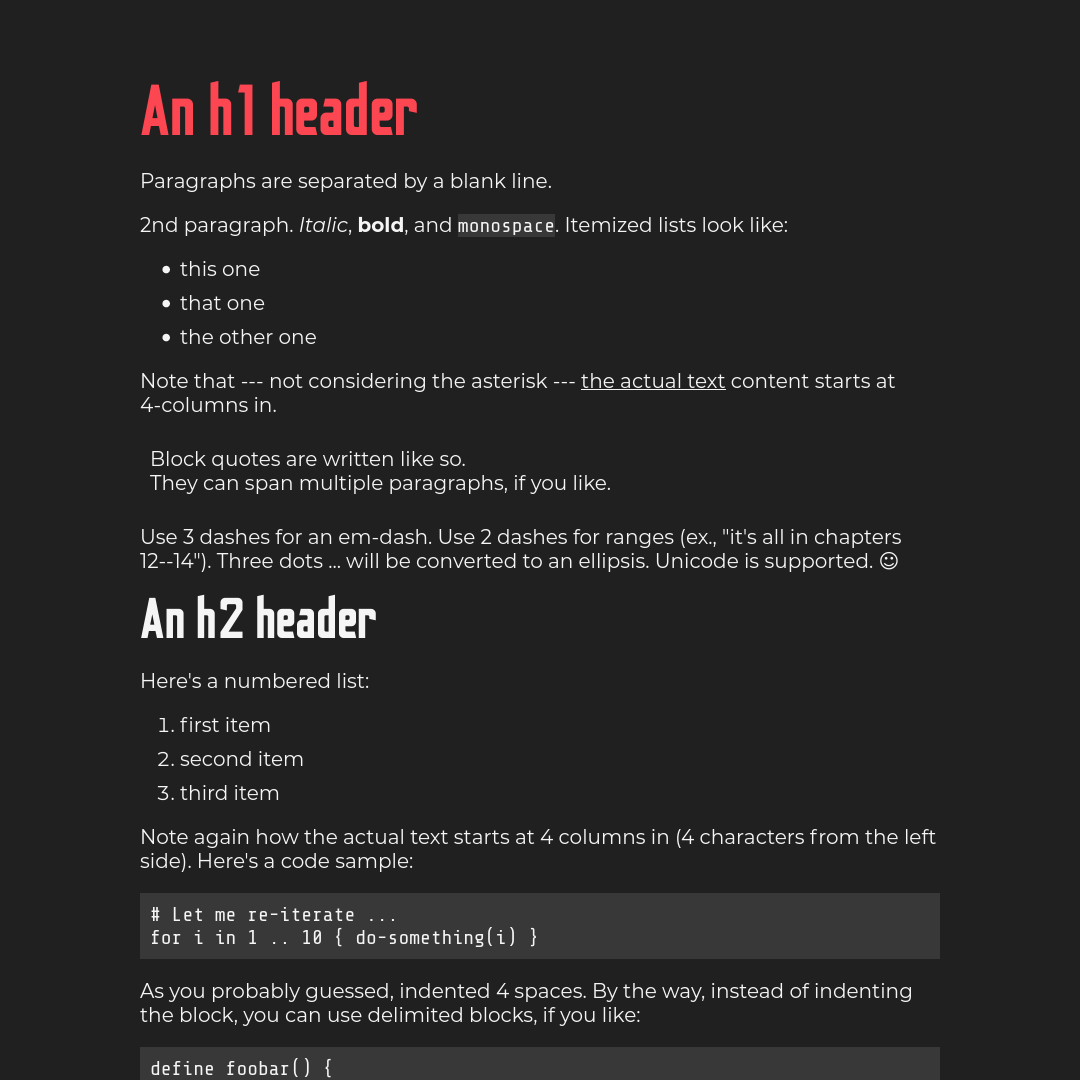 An h1 header
Paragraphs are separated by a blank line.
2nd paragraph. Italic, bold, and monospace. Itemized lists look like:
• this one
• that one
• the other one
Note that --- not considering the asterisk --- the actual text content starts at
4-columns in.
Block quotes are written like so.
They can span multiple paragraphs, if you like.
Use 3 dashes for an em-dash. Use 2 dashes for ranges (ex., "it's all in chapters
12--14"). Three dots ... will be converted to an ellipsis. Unicode is supported. ☺
An h2 header
Here's a numbered list:
1. first item
2. second item
3. third item
Note again how the actual text starts at 4 columns in (4 characters from the left
side). Here's a code sample:
# Let me re-iterate ...
for i in 1 .. 10 { do-something(i) }
As you probably guessed, indented 4 spaces. By the way, instead of indenting
the block, you can use delimited blocks, if you like:
define foobar() {